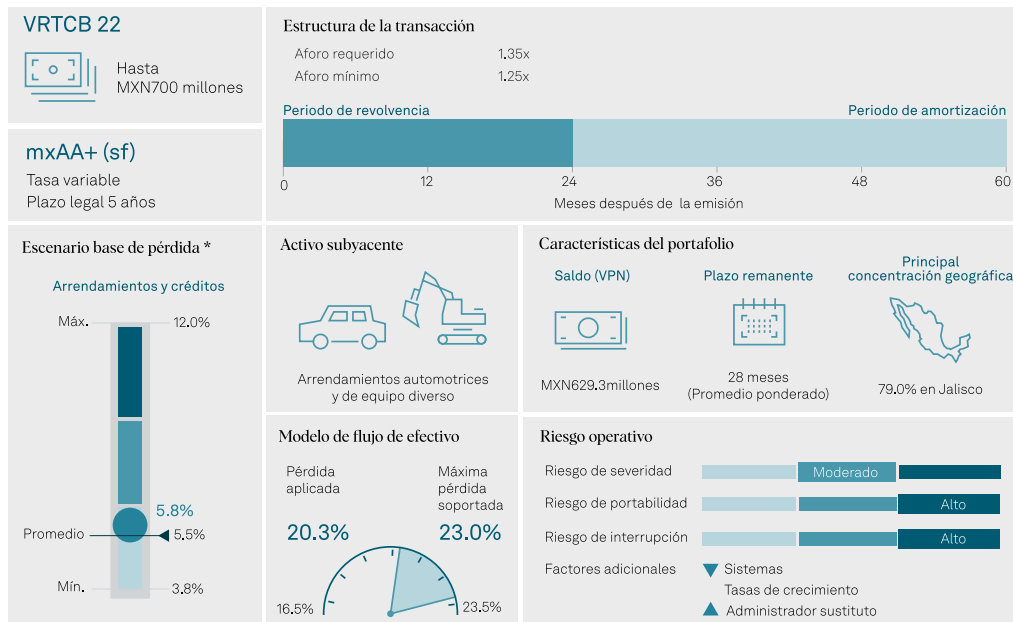 VRTCB 22
Hasta
MXN700 millones
mxAA+ (sf)
Tasa variable
Plazo legal 5 años
Estructura de la transacción
Aforo requerido 1.35x
Aforo mínimo 1.25x
Periodo de revolvencia Periodo de amortización
0 12 24 36 48 60
Meses después de la emisión
Escenario base de pérdida *
Arrendamientos y créditos
Máx. 12.0%
5.8%
Promedio 5.5%
Mín. 3.8%
Activo subyacente
Arrendamientos automotrices
y de equipo diverso
Características del portafolio
Saldo (VPN)
MXN629.3millones
Plazo remanente
28 meses
(Promedio ponderado)
Principal
concentración geográfica
79.0% en Jalisco
Modelo de flujo de efectivo
Pérdida
aplicada
20.3%
Máxima
pérdida
soportada
23.0%
16.5% 23.5%
Riesgo operativo
Riesgo de severidad Moderado
Riesgo de portabilidad Alto
Riesgo de interrupción Alto
Factores adicionales Sistemas
Tasas de crecimiento
Administrador sustituto